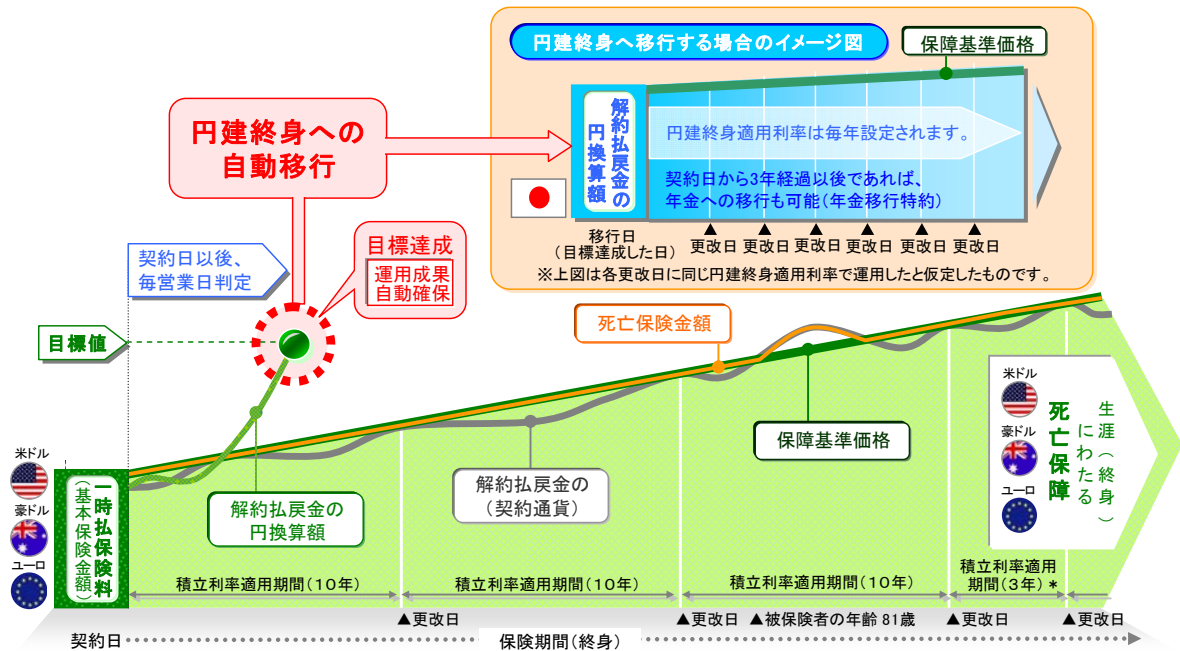 円建終身へ移行する場合のイメージ図
保障基準価格
円建終身への
自動移行
解約払戻金の
円換算額
円建終身適用利率は毎年設定されます。
契約日から3年経過以後であれば、
年金への移行も可能(年金移行特約)
移行日
(目標達成した日)
▲
更改日
▲
更改日
▲
更改日
▲
更改日
▲
更改日
▲
更改日
※上図は各更改日に同じ円建終身適用利率で運用したと仮定したものです。
契約日以後、
毎営業日判定
目標達成
運用成果
自動確保
目標値
死亡保険金額
保障基準価格
解約払戻金の
(契約通貨)
解約払戻金の
円換算額
米ドル
豪ドル
ユーロ
一時払保険料
(基本保険金額)
米ドル
豪ドル
ユーロ
生涯(終身)
にわたる
死亡保障
積立利率適用期間(10年)
積立利率適用期間(10年)
積立利率適用期間(10年)
積立利率適用
期間(3年)*
▲更改日
▲更改日
▲被保険者の年齢 81歳
▲更改日
▲更改日
契約日
保険期間(終身)